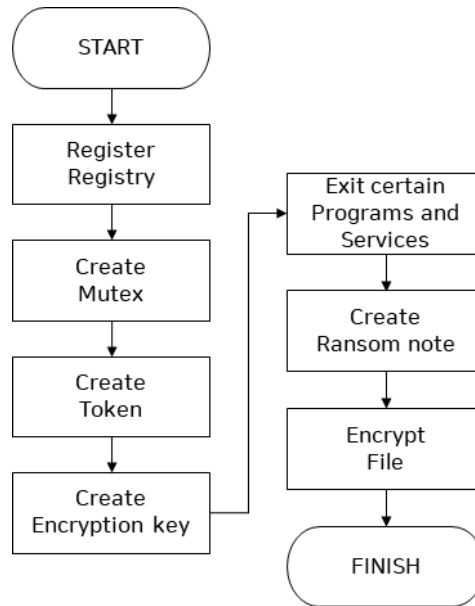 START
Register
Registry
Create
Mutex
Create
Token
Create
Encryption key
Exit certain
Programs and
Services
Create
Ransom note
Encrypt
File
FINISH